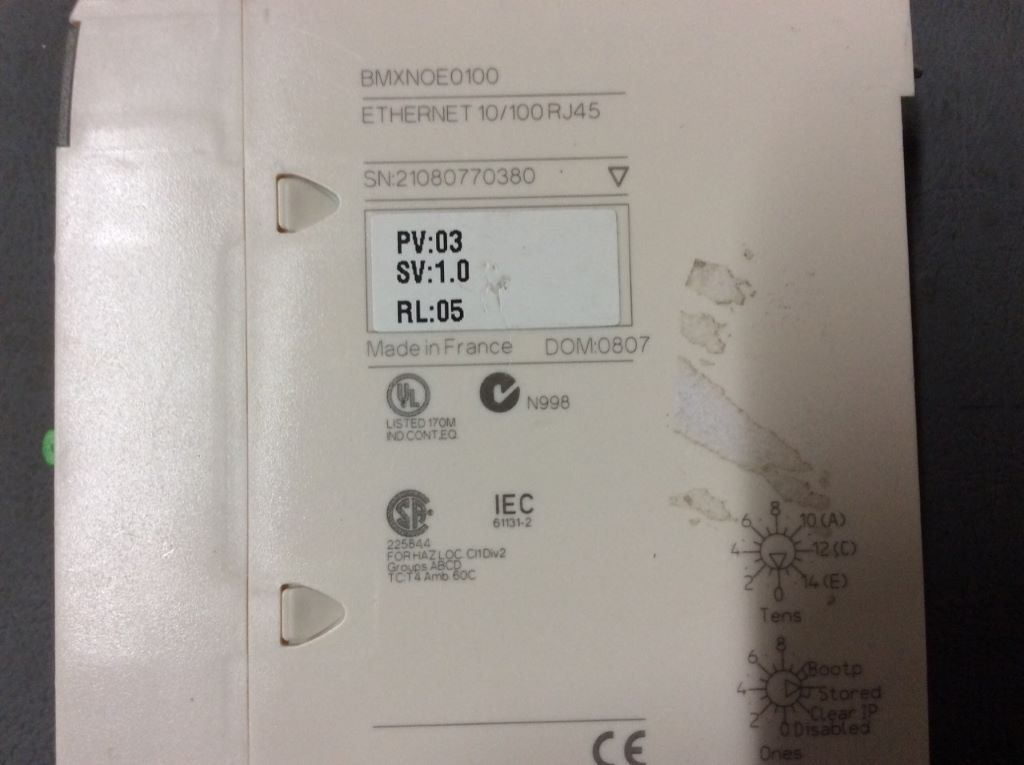 BMXNOE0100
ETHERNET 10/100 RJ45
SN:21080770380
PV:03
SV:1.0
RL:05
Made in France DOM:0807
UL
N998
LISTED 170M
IND.CONT.EQ.
SA
IEC
61131-2
225844
FOR HAZ LOC. Cl1Div2
Groups ABCD
TC:T4 Amb. 60C
8
6 10(A)
4 12(C)
2 14(E)
0
Tens
8
6 Bootp
4 Stored
Clear IP
2 0 Disabled
Ones
CE